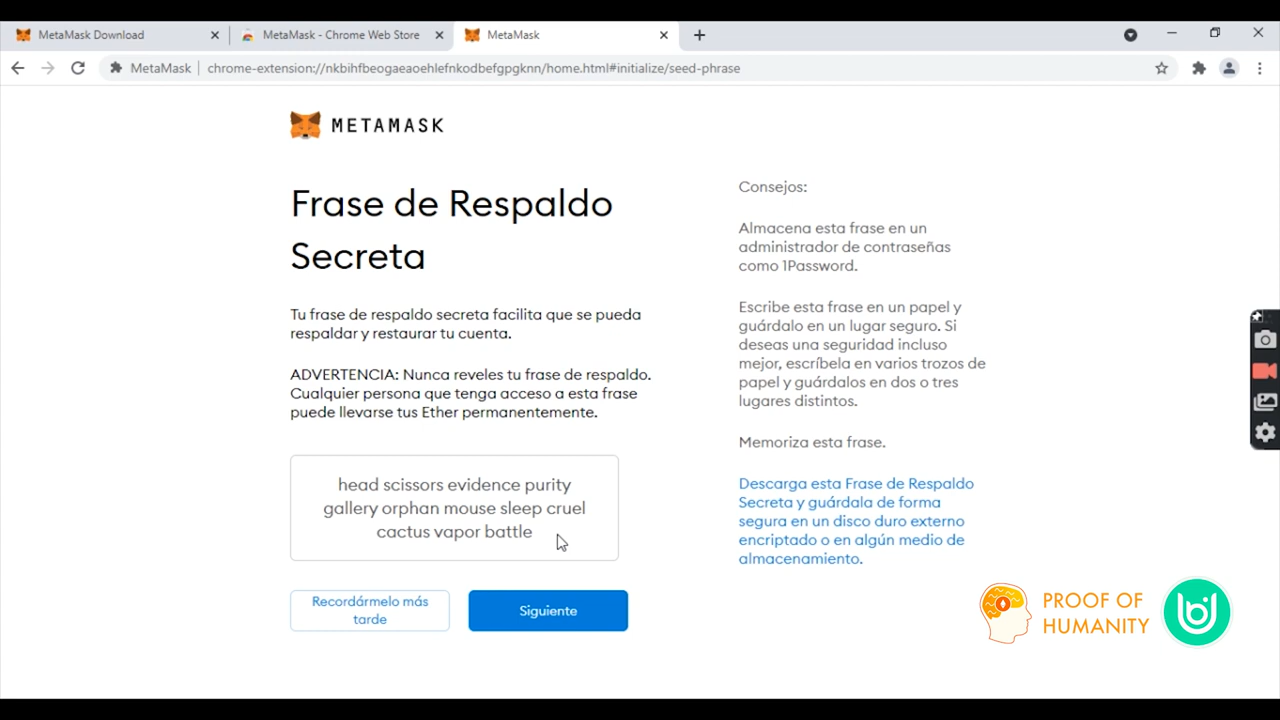 MetaMask Download
MetaMask - Chrome Web Store
MetaMask
MetaMask
chrome-extension://nkbihfbeogaeaoehlefnkodbefgpgknn/home.html#initialize/seed-phrase
METAMASK
Frase de Respaldo
Secreta
Tu frase de respaldo secreta facilita que se pueda
respaldar y restaurar tu cuenta.
ADVERTENCIA: Nunca reveles tu frase de respaldo.
Cualquier persona que tenga acceso a esta frase
puede llevarse tus Ether permanentemente.
head scissors evidence purity
gallery orphan mouse sleep cruel
cactus vapor battle
Recordármelo más
tarde
Siguiente
Consejos:
Almacena esta frase en un
administrador de contraseñas
como 1Password.
Escribe esta frase en un papel y
guárdalo en un lugar seguro. Si
deseas una seguridad incluso
mejor, escríbela en varios trozos de
papel y guárdalos en dos o tres
lugares distintos.
Memoriza esta frase.
Descarga esta Frase de Respaldo
Secreta y guárdala de forma
segura en un disco duro externo
encriptado o en algún medio de
almacenamiento.
PROOF OF
HUMANITY